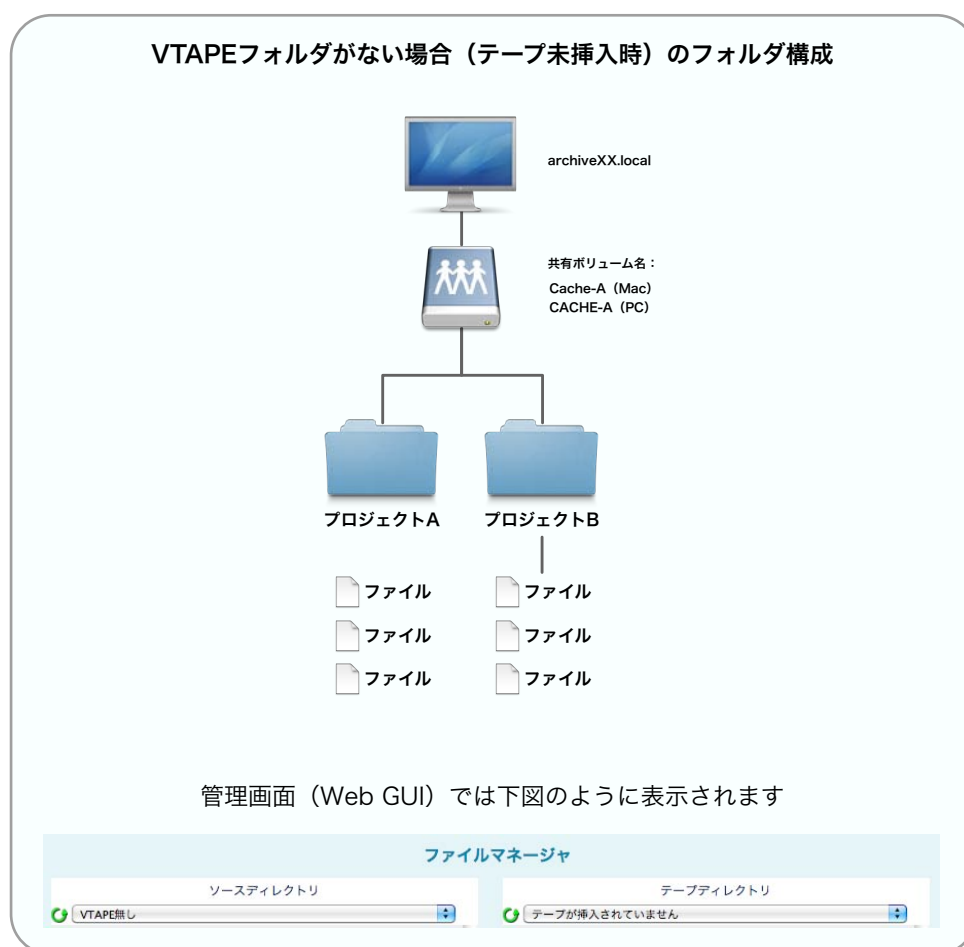 VTAPEフォルダがない場合（テープ未挿入時）のフォルダ構成
archiveXX.local
共有ボリューム名：
Cache-A（Mac）
CACHE-A（PC）
プロジェクトA プロジェクトB
ファイル ファイル
ファイル ファイル
ファイル ファイル
管理画面（Web GUI）では下図のように表示されます
ファイルマネージャ
ソースディレクトリ テープディレクトリ
VTAPE無し テープが挿入されていません